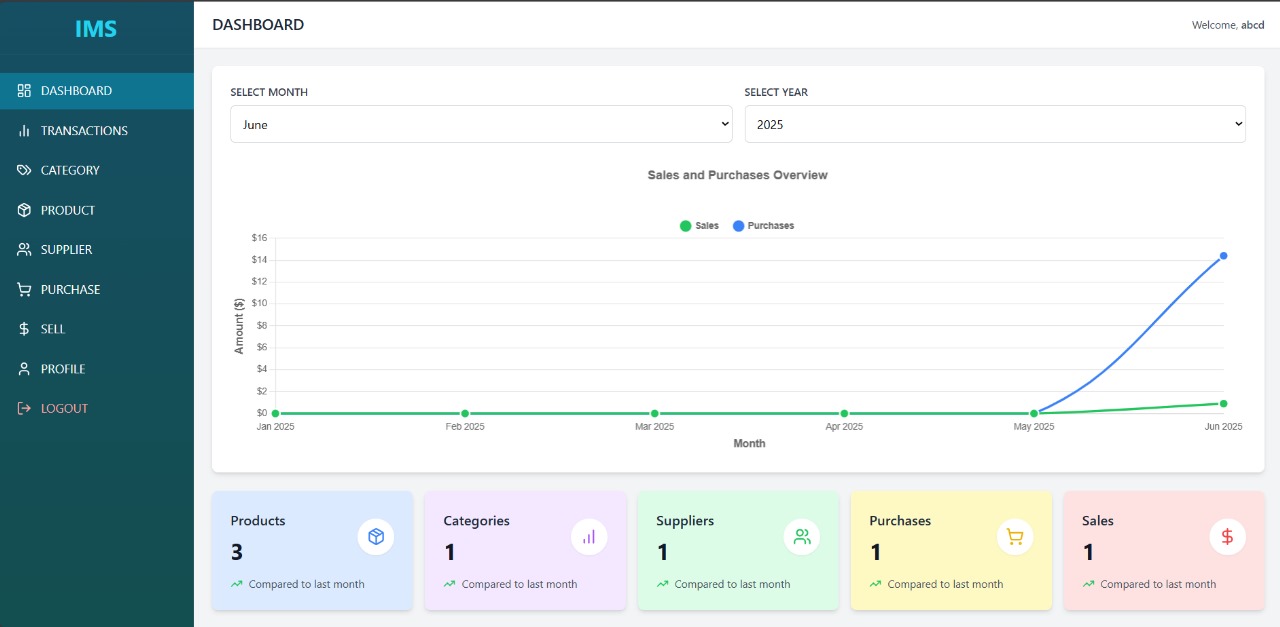 IMS
DASHBOARD
Welcome, abcd
DASHBOARD
TRANSACTIONS
CATEGORY
PRODUCT
SUPPLIER
PURCHASE
SELL
PROFILE
LOGOUT
SELECT MONTH
June
SELECT YEAR
2025
Sales and Purchases Overview
Sales Purchases
$16
$14
$12
$10
$8
$6
$4
$2
$0
Amount ($)
Jan 2025 Feb 2025 Mar 2025 Apr 2025 May 2025 Jun 2025
Month
Products
3
Compared to last month
Categories
1
Compared to last month
Suppliers
1
Compared to last month
Purchases
1
Compared to last month
Sales
1
Compared to last month